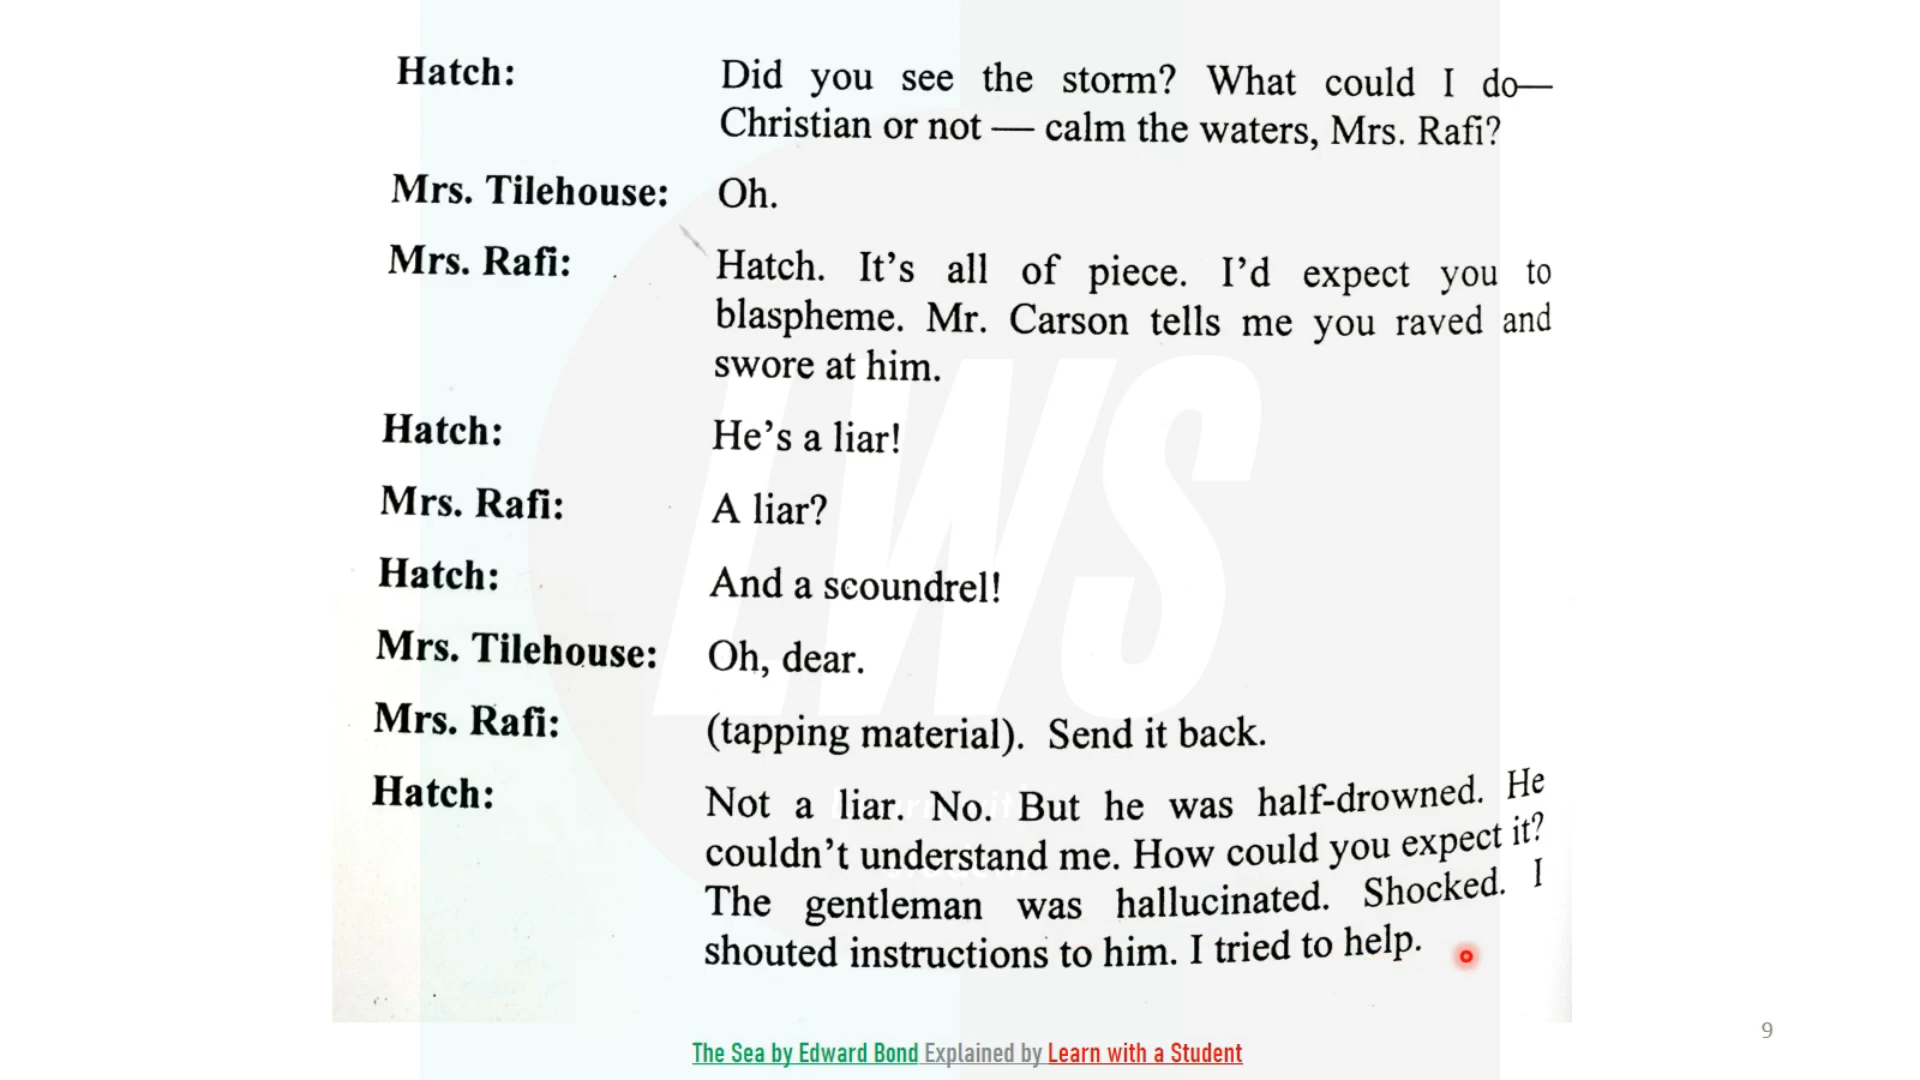 Hatch: Did you see the storm? What could I do—
Christian or not — calm the waters, Mrs. Rafi?
Mrs. Tilehouse: Oh.
Mrs. Rafi: Hatch. It's all of piece. I'd expect you to
blaspheme. Mr. Carson tells me you raved and
swore at him.
Hatch: He's a liar!
Mrs. Rafi: A liar?
Hatch: And a scoundrel!
Mrs. Tilehouse: Oh, dear.
Mrs. Rafi: (tapping material). Send it back.
Hatch: Not a liar. No. But he was half-drowned. He
couldn't understand me. How could you expect it?
The gentleman was hallucinated. Shocked. I
shouted instructions to him. I tried to help.
LWS
The Sea by Edward Bond Explained by Learn with a Student
9